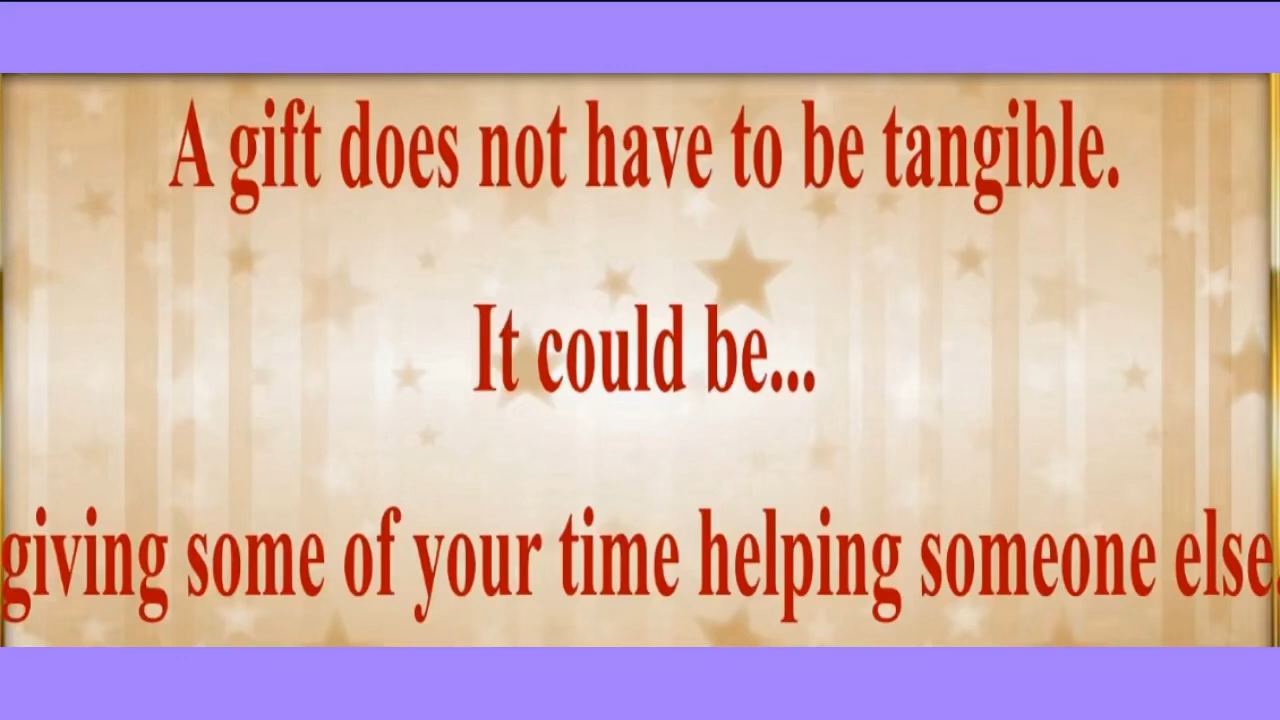 A gift does not have to be tangible.
It could be...
giving some of your time helping someone else.